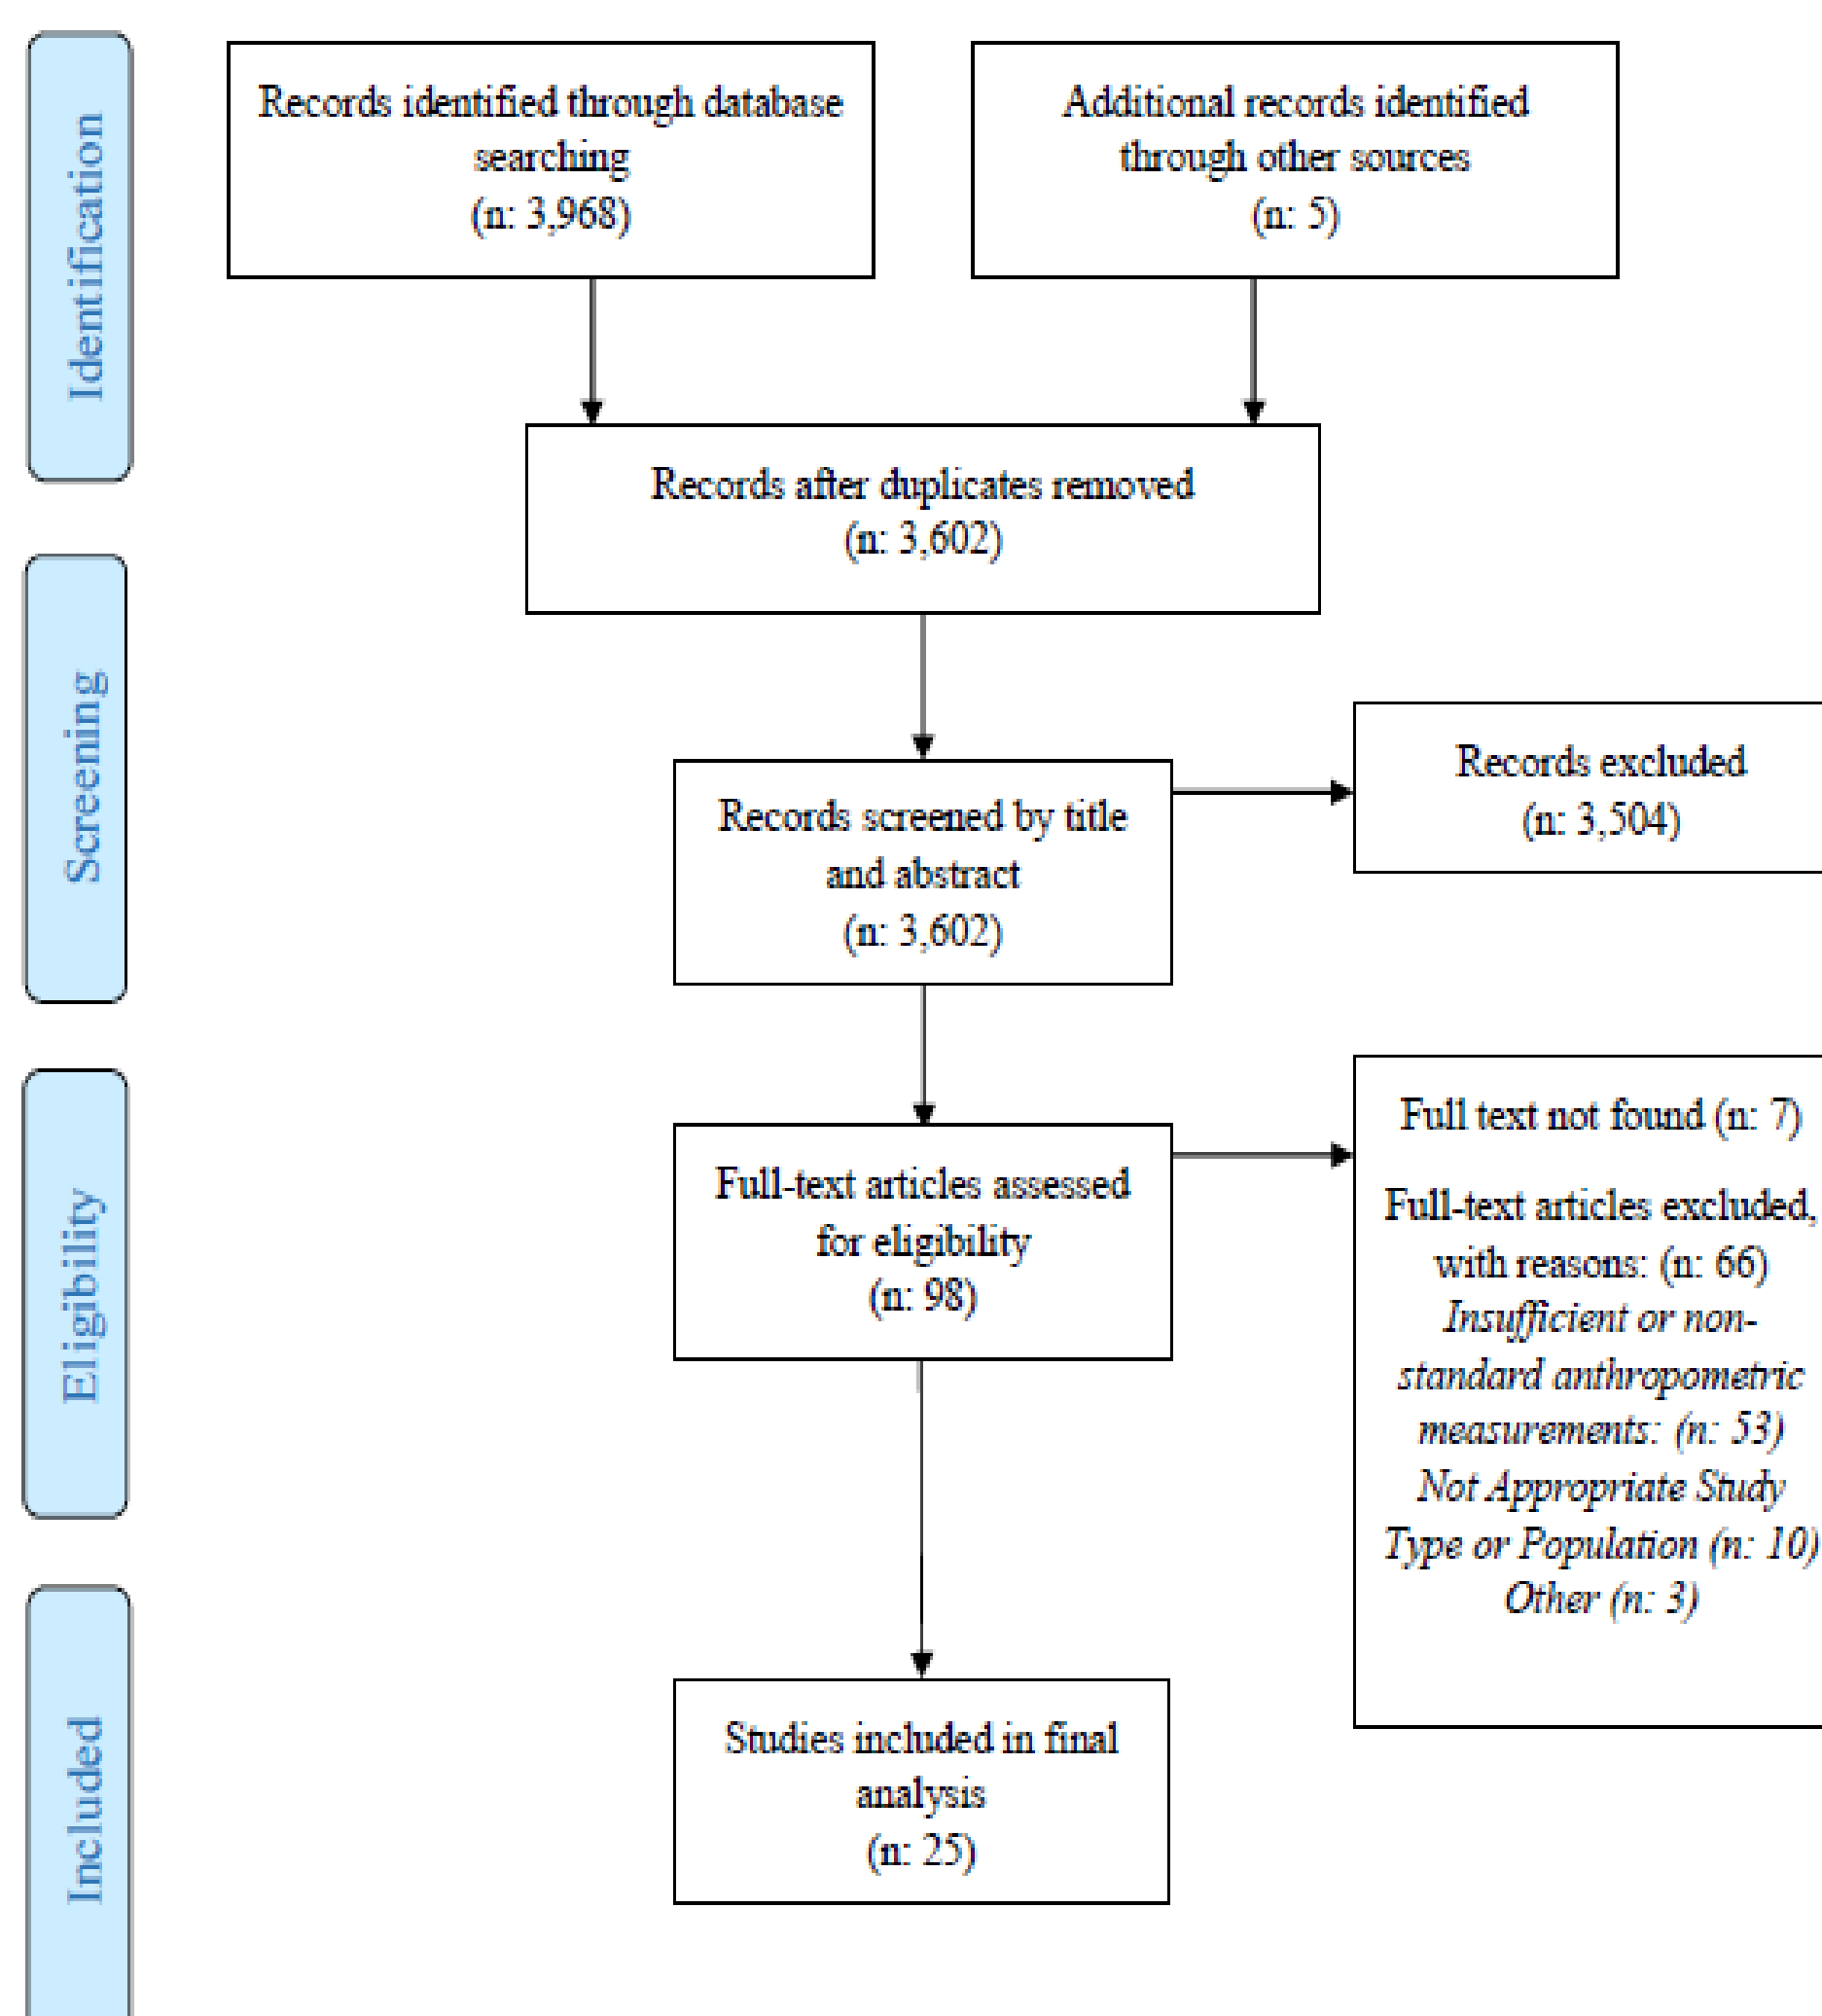 Identification
Records identified through database
searching
(n: 3,968)
Additional records identified
through other sources
(n: 5)
Records after duplicates removed
(n: 3,602)
Screening
Records screened by title
and abstract
(n: 3,602)
Records excluded
(n: 3,504)
Eligibility
Full-text articles assessed
for eligibility
(n: 98)
Full text not found (n: 7)
Full-text articles excluded,
with reasons: (n: 66)
Insufficient or non-
standard anthropometric
measurements: (n: 53)
Not Appropriate Study
Type or Population (n: 10)
Other (n: 3)
Included
Studies included in final
analysis
(n: 25)